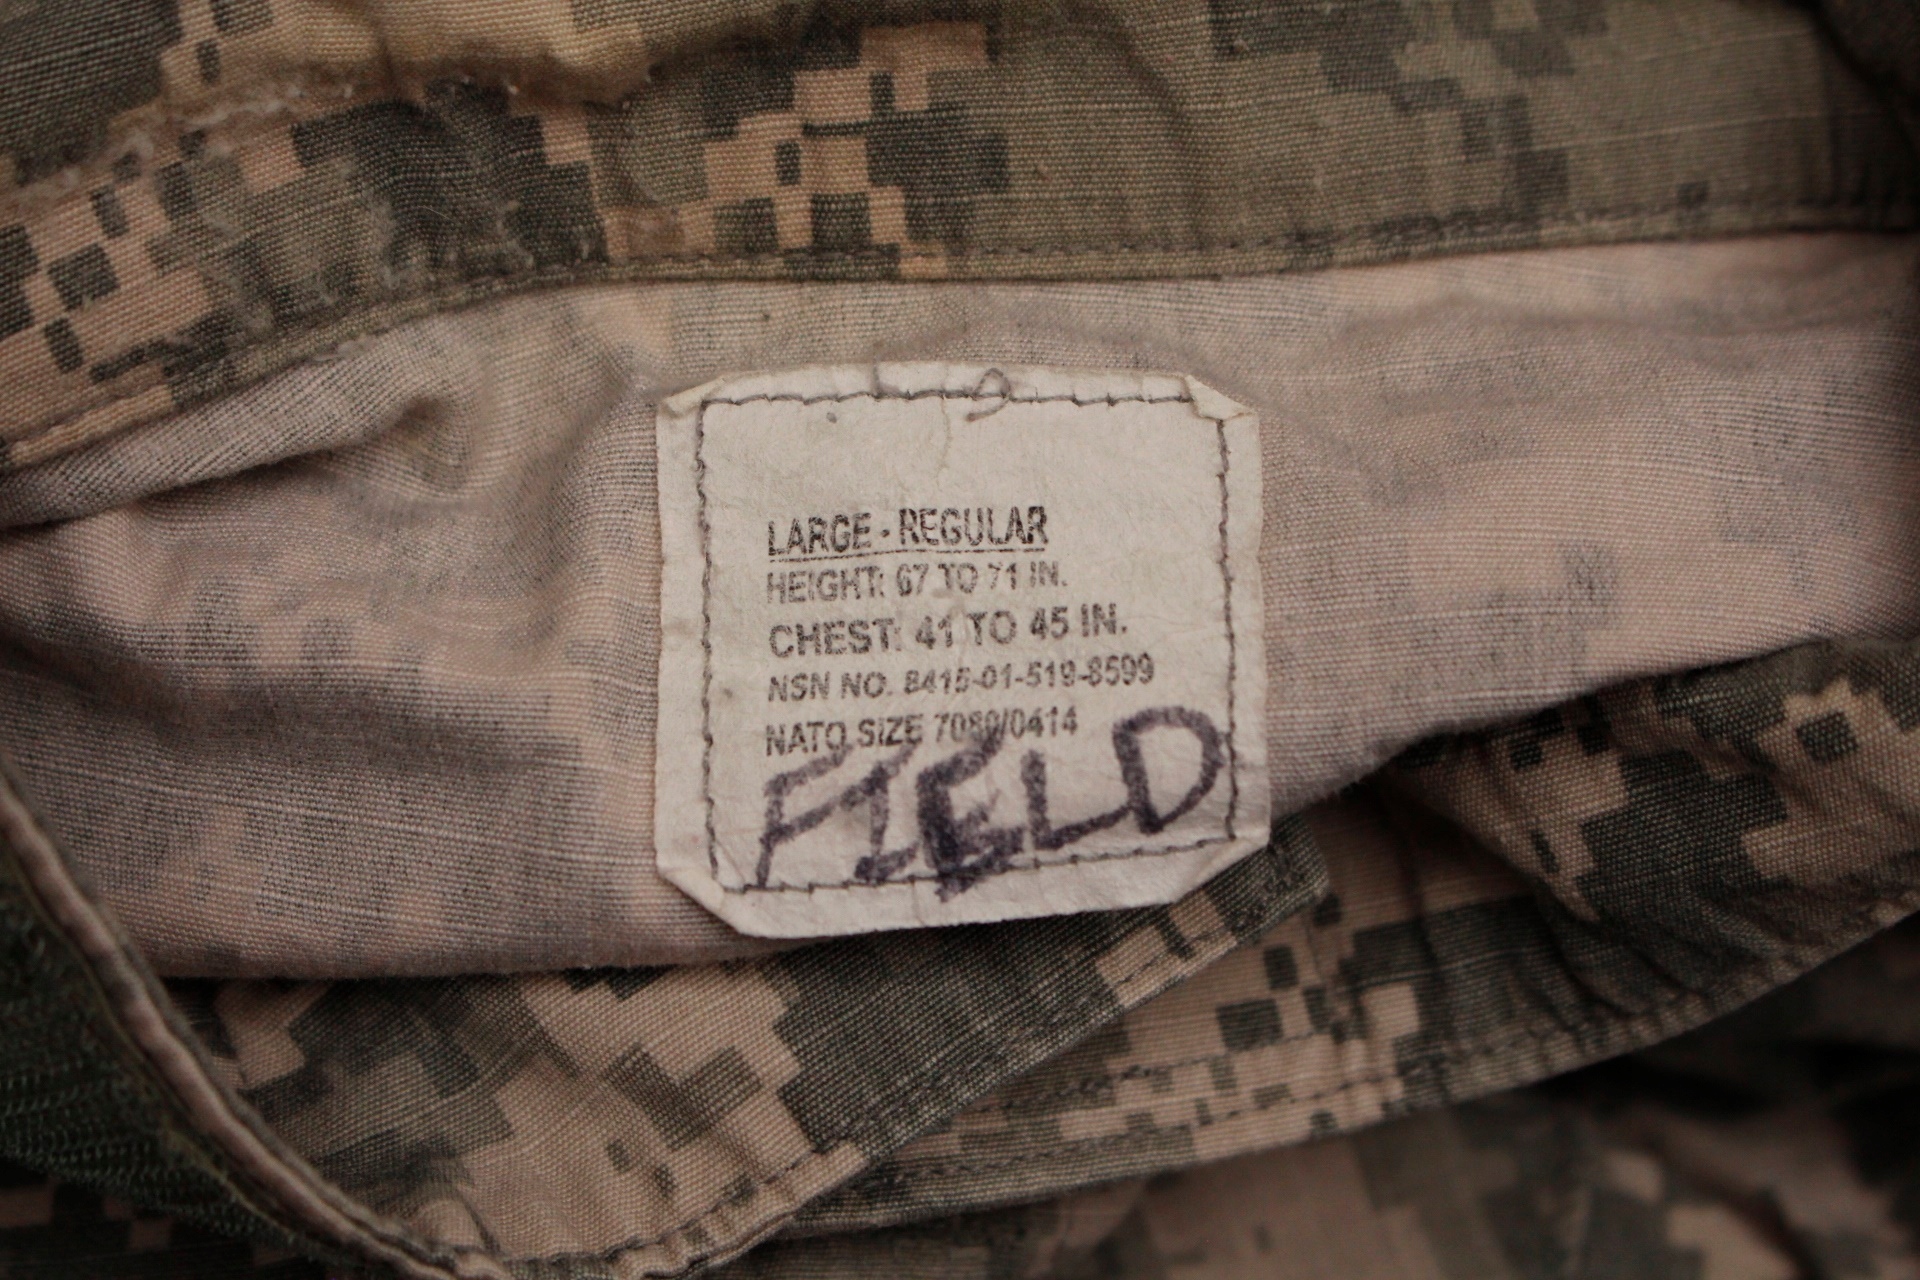 LARGE - REGULAR
HEIGHT: 67 TO 71 IN.
CHEST: 41 TO 45 IN.
NSN NO. 8415-01-519-8599
NATO SIZE 7080/0414
FIELD